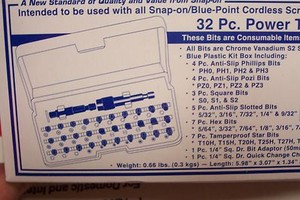 A New Standard of Quality and Value from Snap-on
Intended to be used with all Snap-on/Blue-Point Cordless Scr
32 Pc. Power
These Bits are Consumable Item
• All Bits are Chrome Vanadium S2
• Blue Plastic Kit Box Including:
• 4 Pc. Anti-Slip Phillips Bits
* PH0, PH1, PH2 & PH3
• 4 Pc. Anti-Slip Pozi Bits
* PZ0, PZ1, PZ2 & PZ3
• 3 Pc. Square Bits
* S0, S1, & S2
• 6 Pc. Anti-Slip Slotted Bits
* 5/32, 3/16, 7/32, 1/4 & 9/32
• 7 Pc. Hex Bits
* 5/64, 3/32, 7/64, 1/8, 3/16,
• 7 Pc. Tamperproof Star Bits
* T10H, T15H, T20H, T25H, T27H,
• 1 Pc. 1/4" Sq. Dr. Bit Adaptor (50mm
• 1 Pc. 1/4" Sq. Dr. Quick Change Ch
• Weight: 0.66 lbs. (0.3 kgs) — Length: 5.98" x 3.07" x 1.34"
For Domestic and Inte